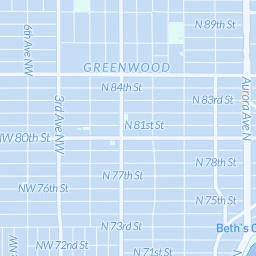 N 89th St
6th Ave NW
GREENWOOD
N 84th St
N 83rd St
3rd Ave NW
Aurora Ave N
N 81st St
NW 80th St
N 78th St
N 77th St
NW 76th St
N 75th St
N 73rd St
Beth's C
NW 72nd St
N 71st St